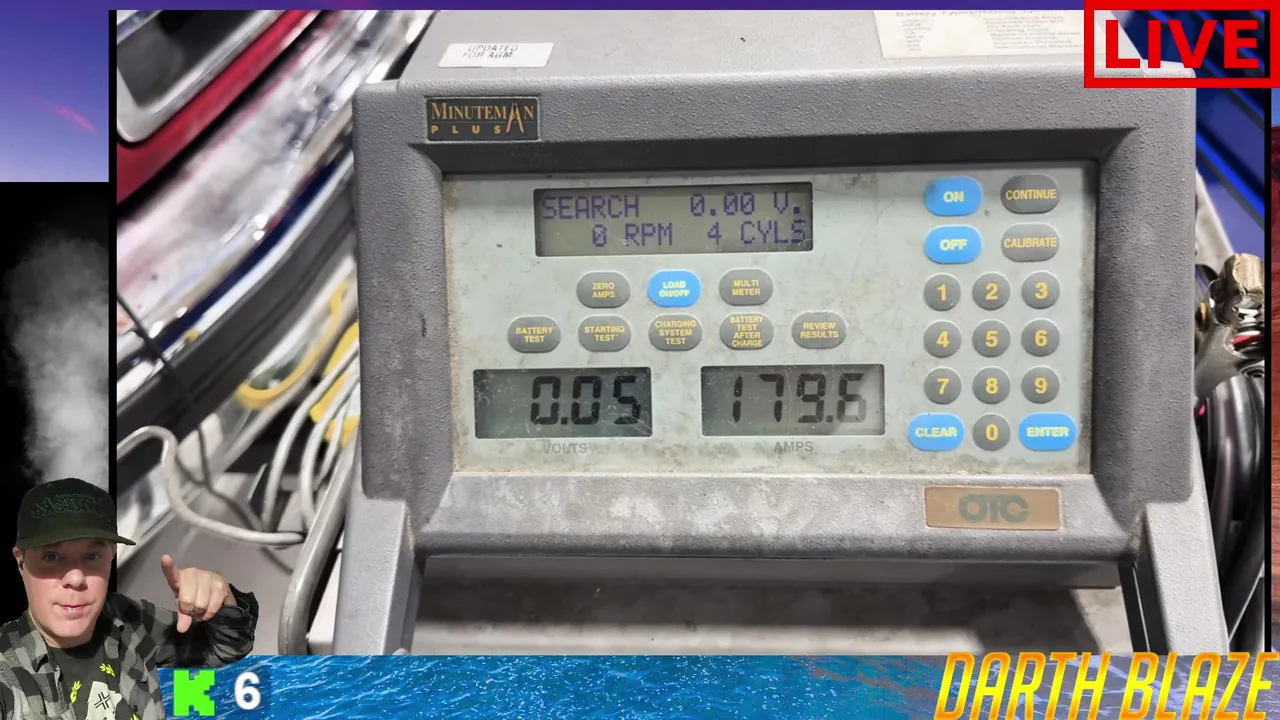 LIVE
UPDATED
FOR AGM
MINUTEMAN
PLUS
SEARCH 0.00 V.
0 RPM 4 CYLS
ON
CONTINUE
OFF
CALIBRATE
ZERO
AMPS
LOAD
ON/OFF
MULTI
METER
1 2 3
BATTERY
TEST
STARTING
TEST
CHARGING
SYSTEM
TEST
BATTERY
TEST
AFTER
CHARGE
REVIEW
RESULTS
4 5 6
0.05
179.6
7 8 9
VOLTS
AMPS
CLEAR 0 ENTER
OTC
K 6
DARTH BLAZE